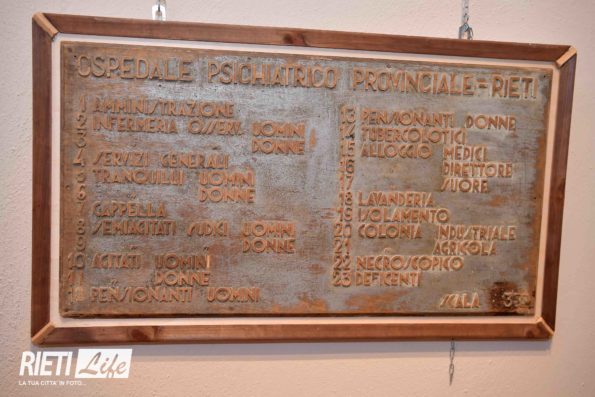 OSPEDALE PSICHIATRICO PROVINCIALE - RIETI
1 AMMINISTRAZIONE
2 INFERMERIA OSSERV. UOMINI
3 DONNE
4 SERVIZI GENERALI
5 TRANQUILLI UOMINI
6 DONNE
7 CAPPELLA
8 SEMIAGITATI SUDICI UOMINI
9 DONNE
10 AGITATI UOMINI
11 DONNE
12 PENSIONANTI UOMINI
13 PENSIONANTI DONNE
14 TUBERCOLOTICI
15 ALLOGGIO MEDICI
16 DIRETTORE
17 SUORE
18 LAVANDERIA
19 ISOLAMENTO
20 COLONIA INDUSTRIALE
21 AGRICOLA
22 NECROSCOPICO
23 DEFICENTI
SCALA
RIETI Life
LA TUA CITTA' IN FOTO...